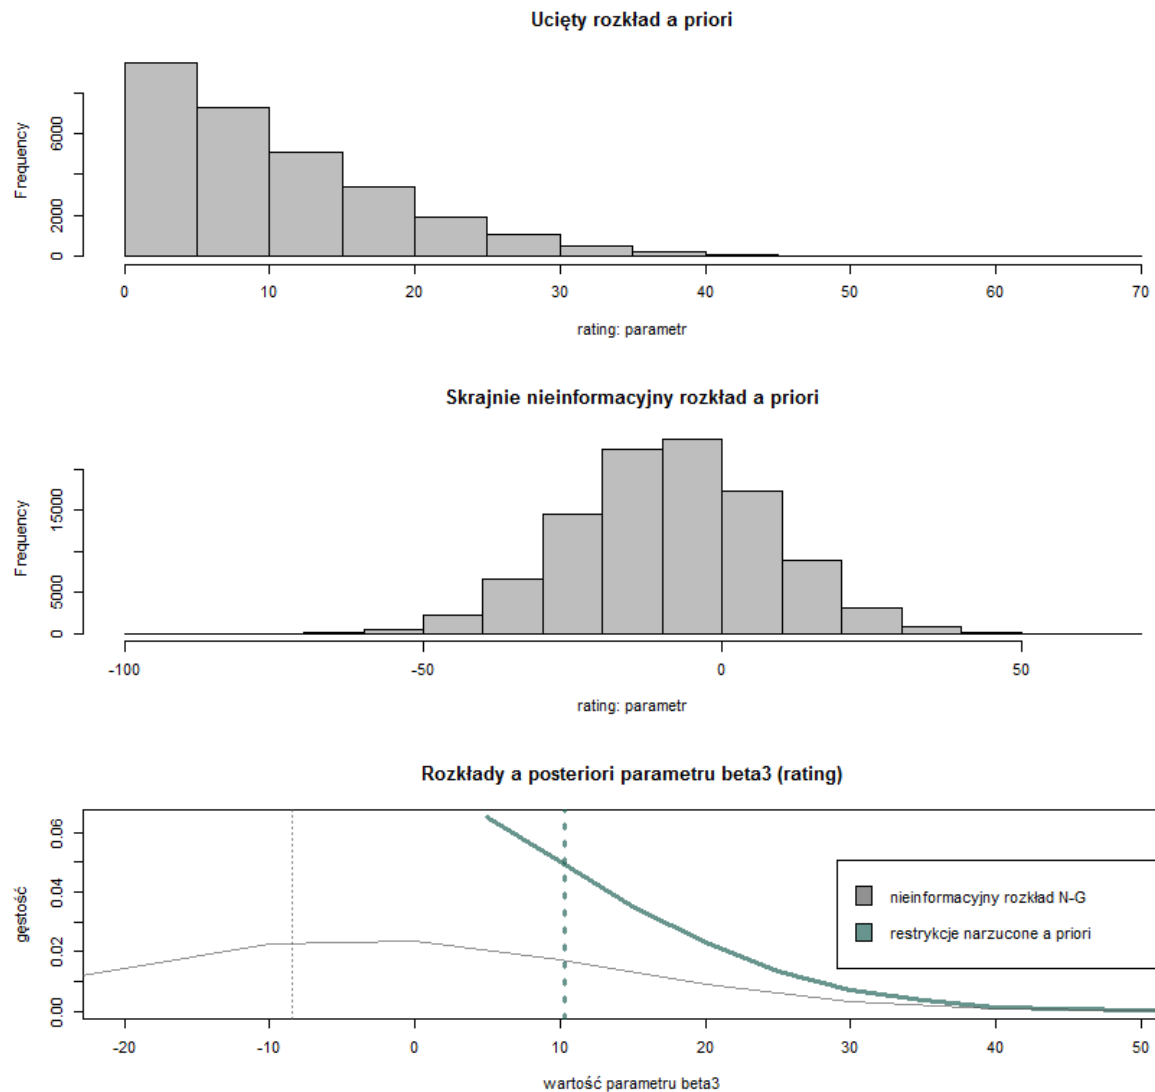 Ucięty rozkład a priori
Frequency
6000
2000
0
0 10 20 30 40 50 60 70
rating: parametr
Skrajnie nieinformacyjny rozkład a priori
Frequency
15000
5000
0
-100 -50 0 50
rating: parametr
Rozkłady a posteriori parametru beta3 (rating)
gęstość
0.06
0.04
0.02
0.00
nieinformacyjny rozkład N-G
restrykcje narzucone a priori
-20 -10 0 10 20 30 40 50
wartość parametru beta3